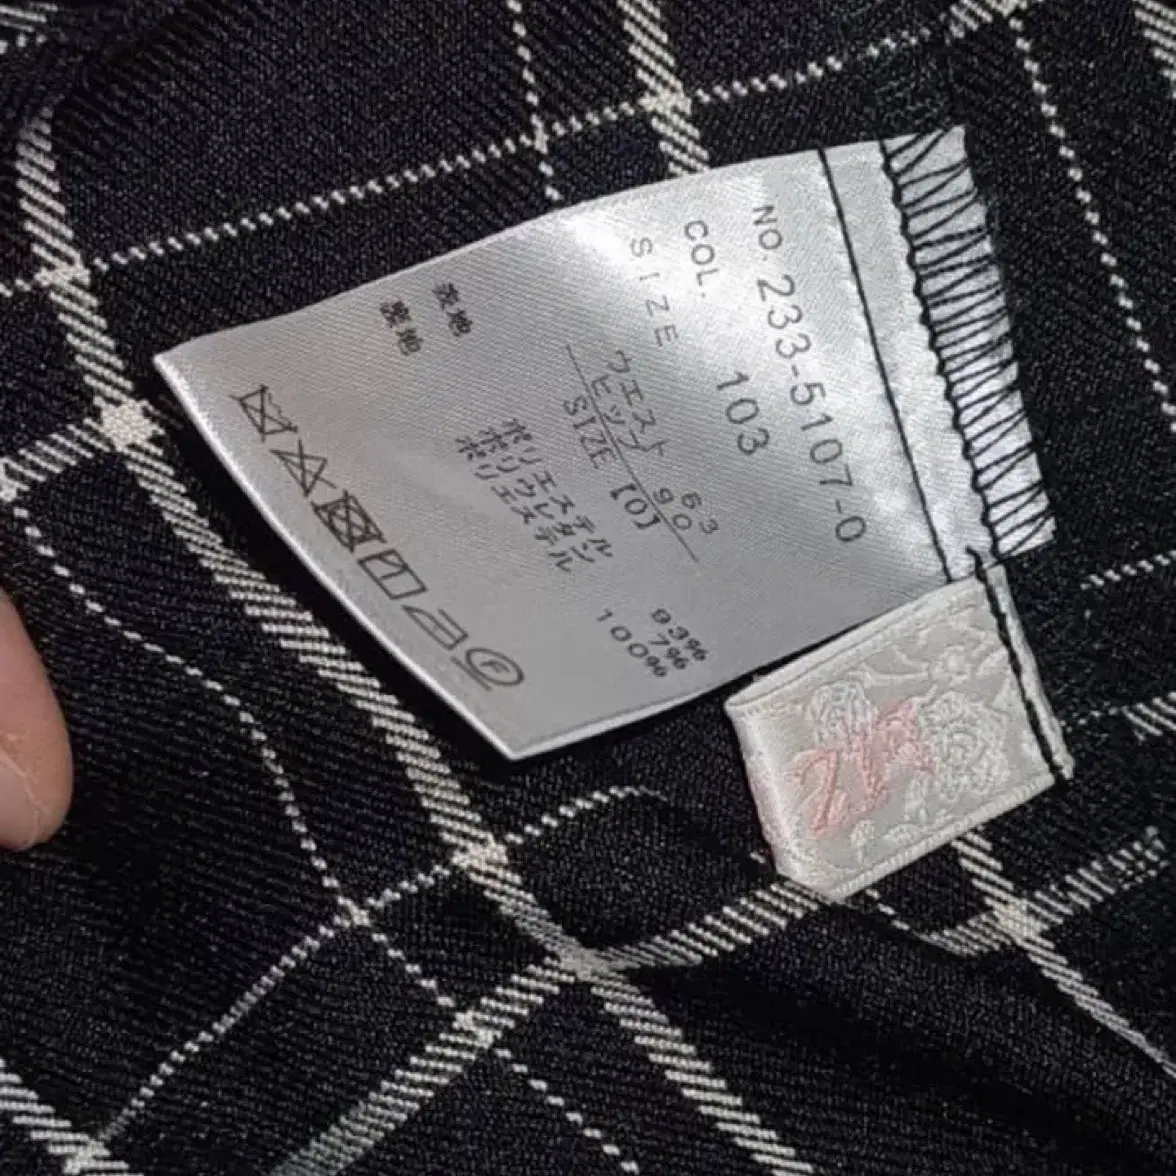 NO. 233-5107-0
COL. 103
SIZE
ウエスト 63
ヒップ 90
SIZE【0】
表地 ポリエステル 93%
ポリウレタン 7%
裏地 ポリエステル 100%
F